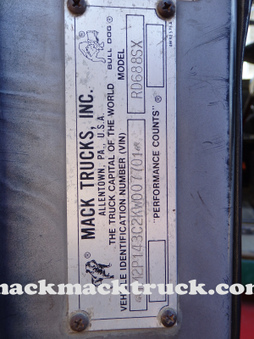 MACK TRUCKS, INC.
ALLENTOWN, PA., U.S.A.
THE TRUCK CAPITAL OF THE WORLD
BULL DOG®
VEHICLE IDENTIFICATION NUMBER (VIN)
MODEL
RD688SX
"PERFORMANCE COUNTS"
mackmacktruck.com